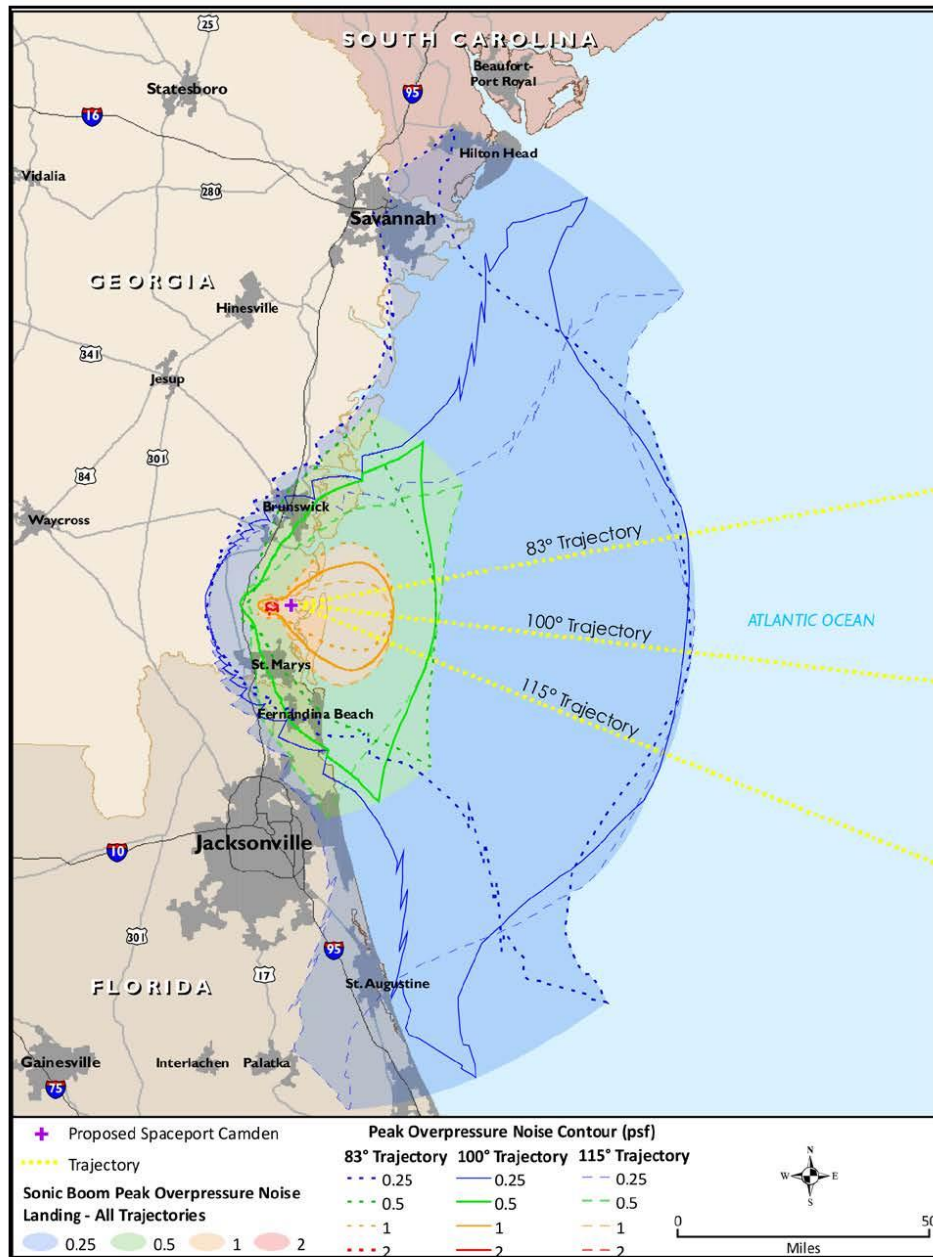 25
SOUTH CAROLINA
Beaufort-
Port Royal
Statesboro
95
16
Hilton Head
Vidalia
280
Savannah
GEORGIA
Hinesville
341
Jesup
301
84
Brunswick
Waycross
83° Trajectory
100° Trajectory
ATLANTIC OCEAN
St. Marys
115° Trajectory
Fernandina Beach
Jacksonville
10
301
95
17
FLORIDA
St. Augustine
Gainesville
Interlachen
Palatka
75
Proposed Spaceport Camden
Trajectory
Sonic Boom Peak Overpressure Noise
Landing - All Trajectories
0.25 0.5 1 2
Peak Overpressure Noise Contour (psf)
83° Trajectory 100° Trajectory 115° Trajectory
0.25 0.25 0.25
0.5 0.5 0.5
1 1 1
2 2 2
N
W E
S
0 50
Miles